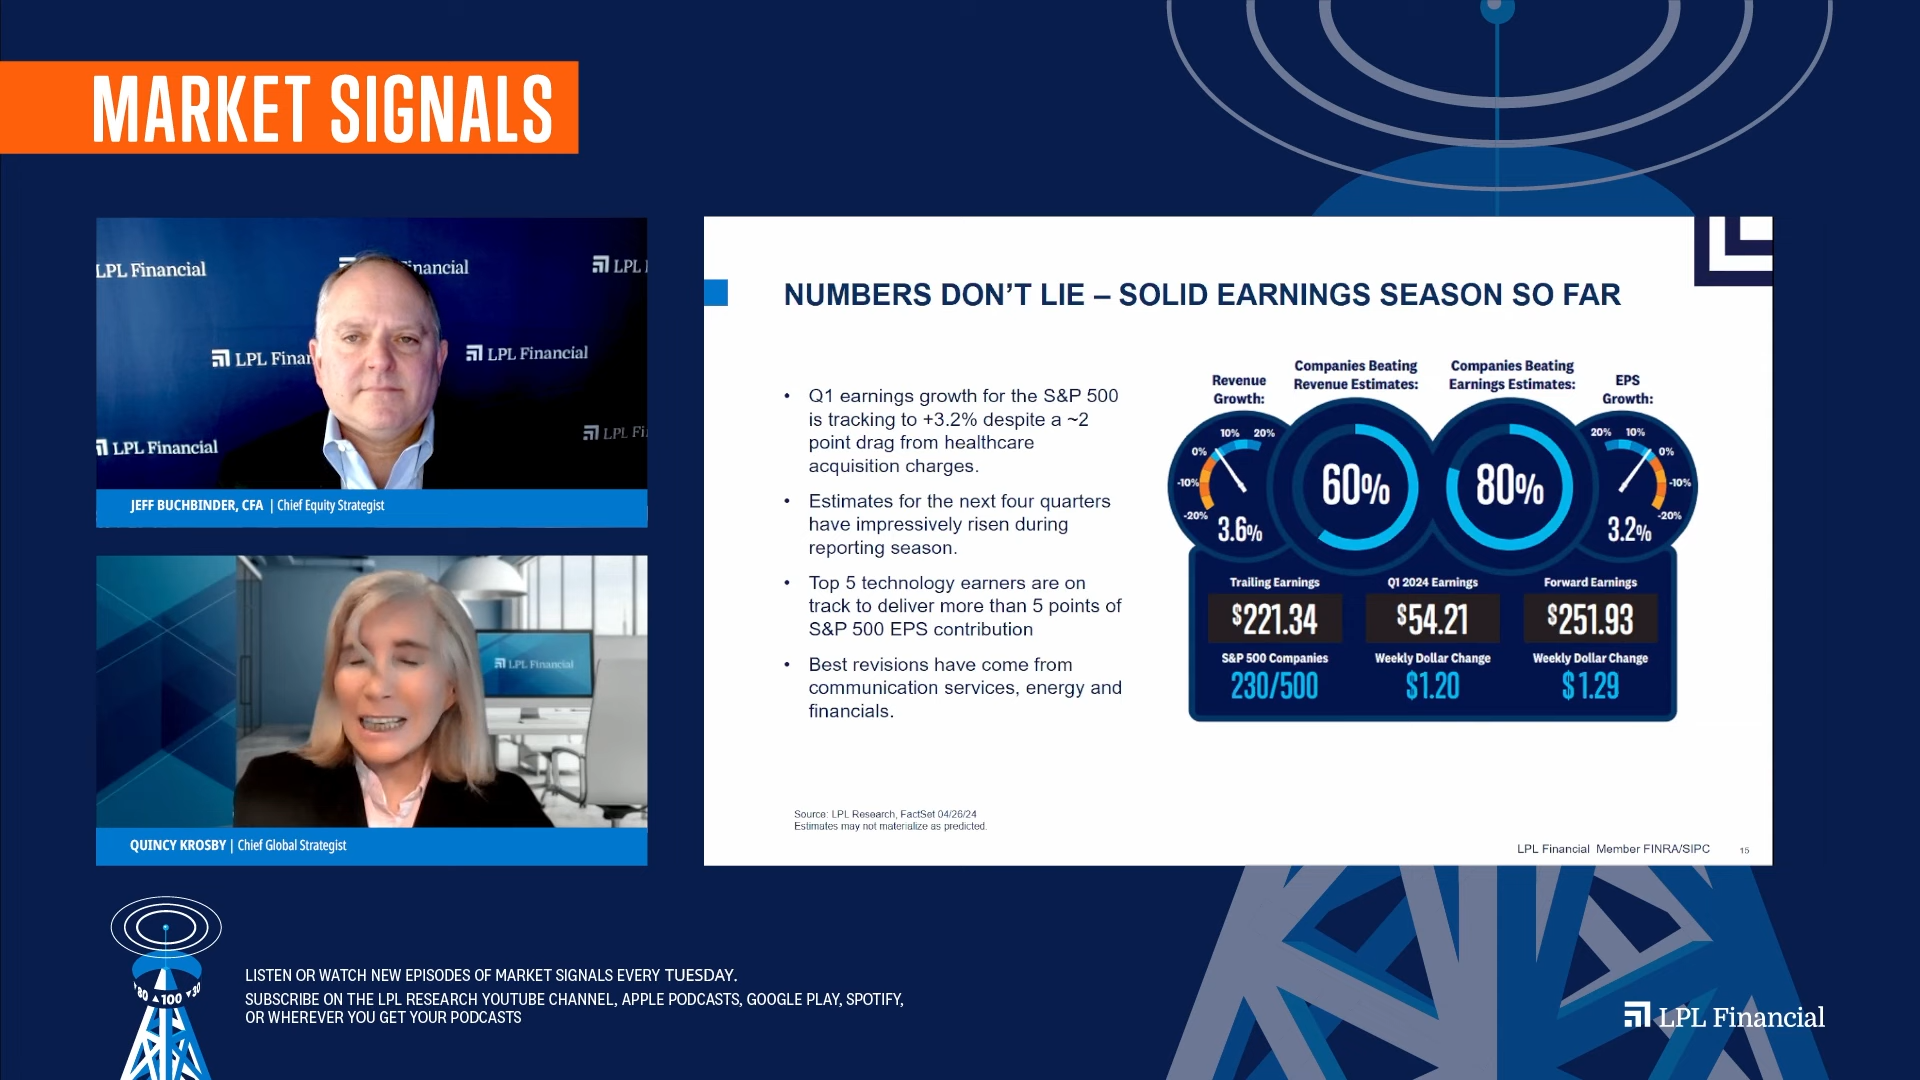 MARKET SIGNALS
LPL Financial
Financial
LPL
LPL Finan
LPL Financial
LPL Financial
LPL Fi
JEFF BUCHBINDER, CFA | Chief Equity Strategist
LPL Financial
QUINCY KROSBY | Chief Global Strategist
NUMBERS DON'T LIE – SOLID EARNINGS SEASON SO FAR
• Q1 earnings growth for the S&P 500
is tracking to +3.2% despite a ~2
point drag from healthcare
acquisition charges.
• Estimates for the next four quarters
have impressively risen during
reporting season.
• Top 5 technology earners are on
track to deliver more than 5 points of
S&P 500 EPS contribution
• Best revisions have come from
communication services, energy and
financials.
Revenue
Growth:
10% 20%
0%
-10%
-20%
3.6%
Companies Beating
Revenue Estimates:
60%
Companies Beating
Earnings Estimates:
80%
EPS
Growth:
20% 10%
0%
-10%
-20%
3.2%
Trailing Earnings Q1 2024 Earnings Forward Earnings
$221.34 $54.21 $251.93
S&P 500 Companies Weekly Dollar Change Weekly Dollar Change
230/500 $1.20 $1.29
Source: LPL Research, FactSet 04/26/24
Estimates may not materialize as predicted.
LPL Financial Member FINRA/SIPC 15
80 ▲ 100 ▼ 30
LISTEN OR WATCH NEW EPISODES OF MARKET SIGNALS EVERY TUESDAY.
SUBSCRIBE ON THE LPL RESEARCH YOUTUBE CHANNEL, APPLE PODCASTS, GOOGLE PLAY, SPOTIFY,
OR WHEREVER YOU GET YOUR PODCASTS
LPL Financial